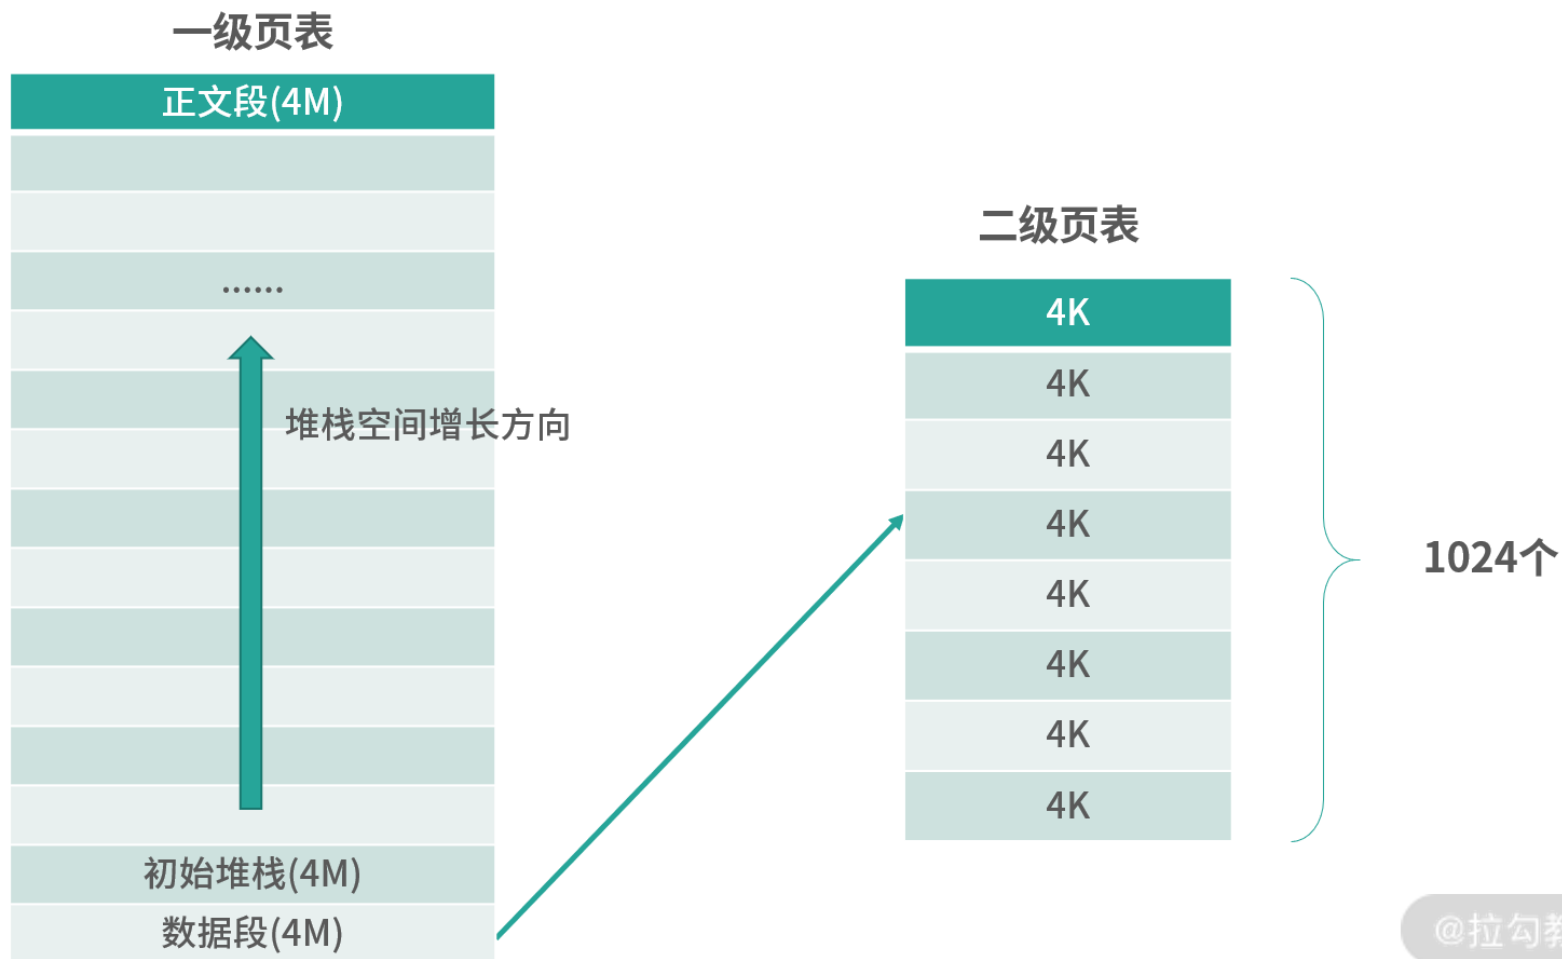 一级页表
正文段(4M)
......
堆栈空间增长方向
初始堆栈(4M)
数据段(4M)
二级页表
4K
4K
4K
4K
4K
4K
4K
4K
1024个
@拉勾教